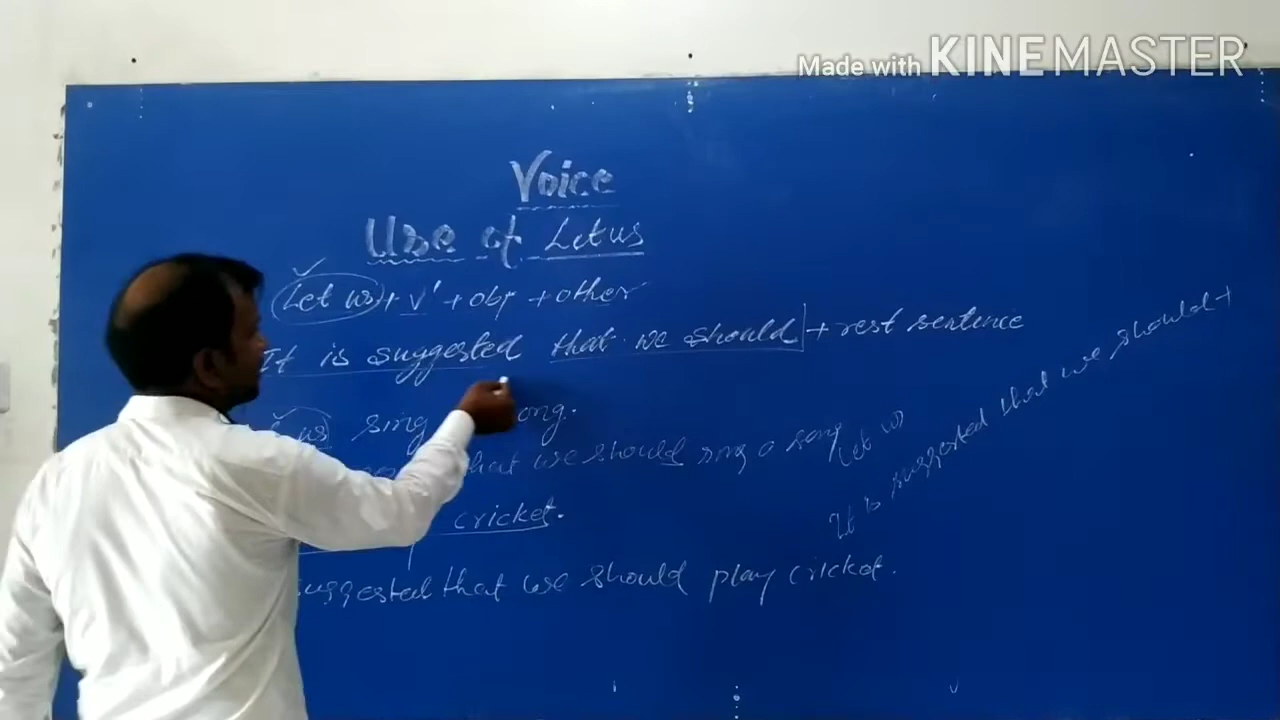 Made with KINEMASTER
Voice
Use of Let us
Let us + V' + obj + other
It is suggested that we should + rest sentence
us sing ong.
that we should sing a song
cricket.
suggested that we should play cricket.
Let us
It is suggested that we should +